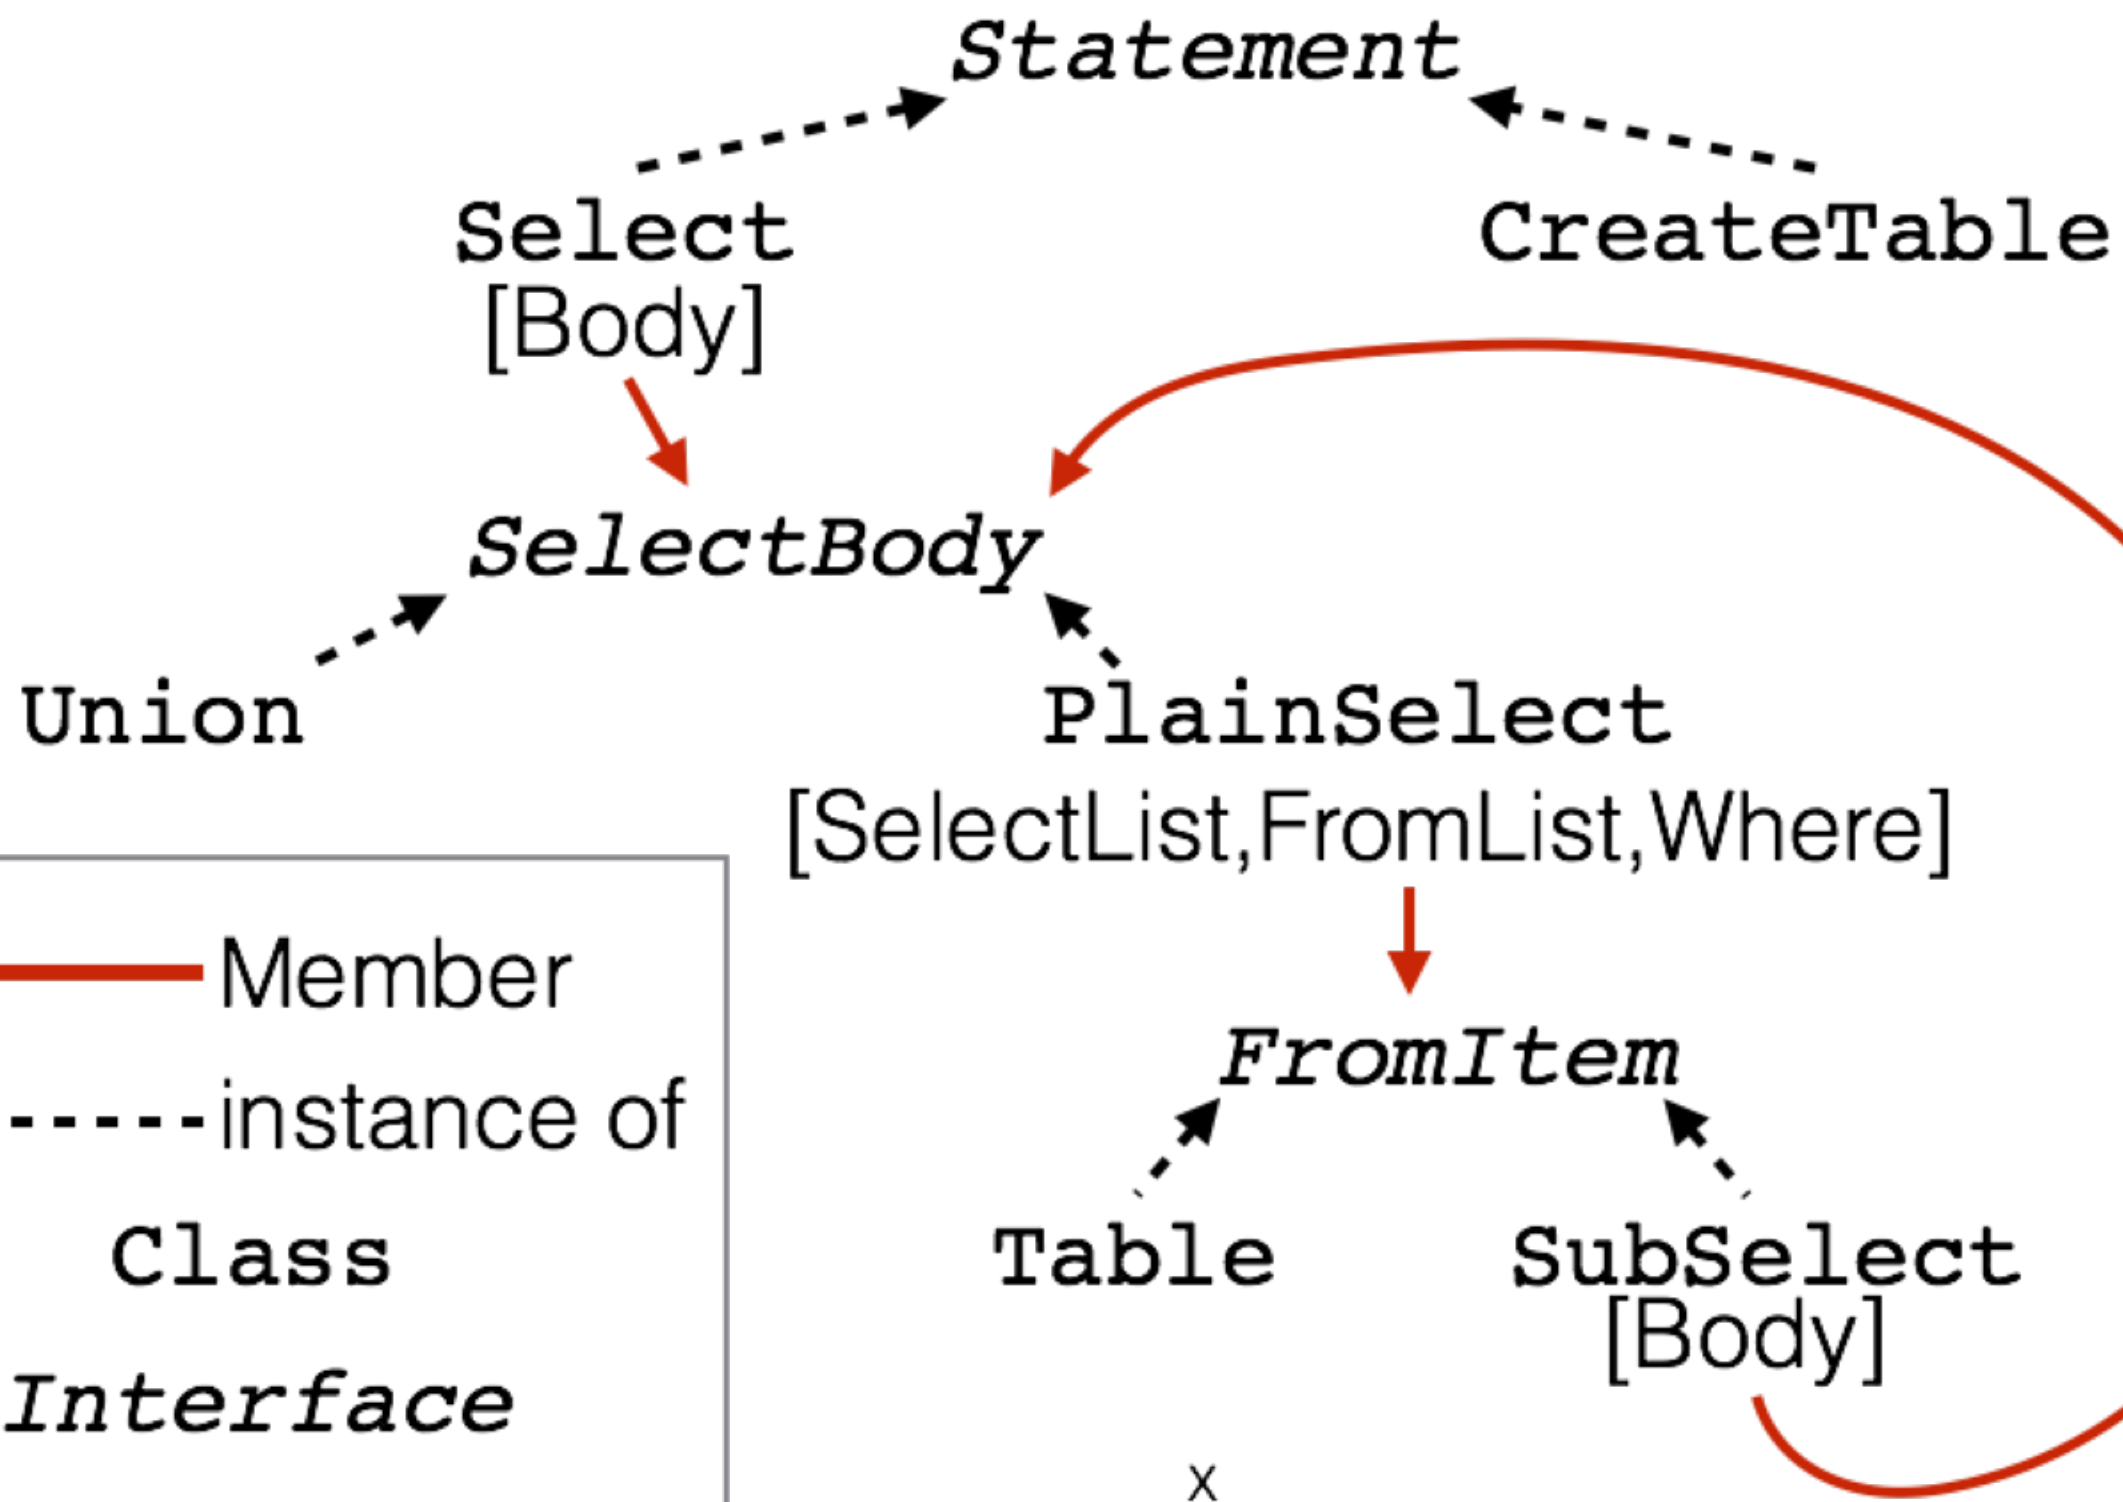 Statement
Select
CreateTable
[Body]
SelectBody
Union
PlainSelect
[SelectList,FromList,Where]
Member
FromItem
instance of
Table
SubSelect
Class
[Body]
Interface
x